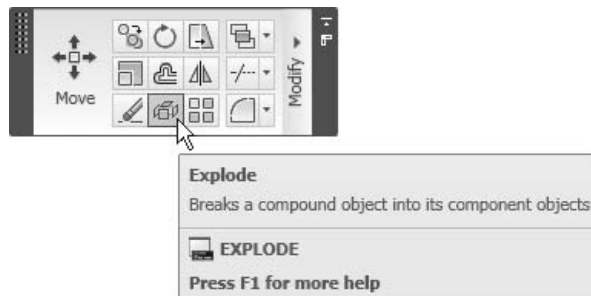 Move
Modify
Explode
Breaks a compound object into its component objects
EXPLODE
Press F1 for more help